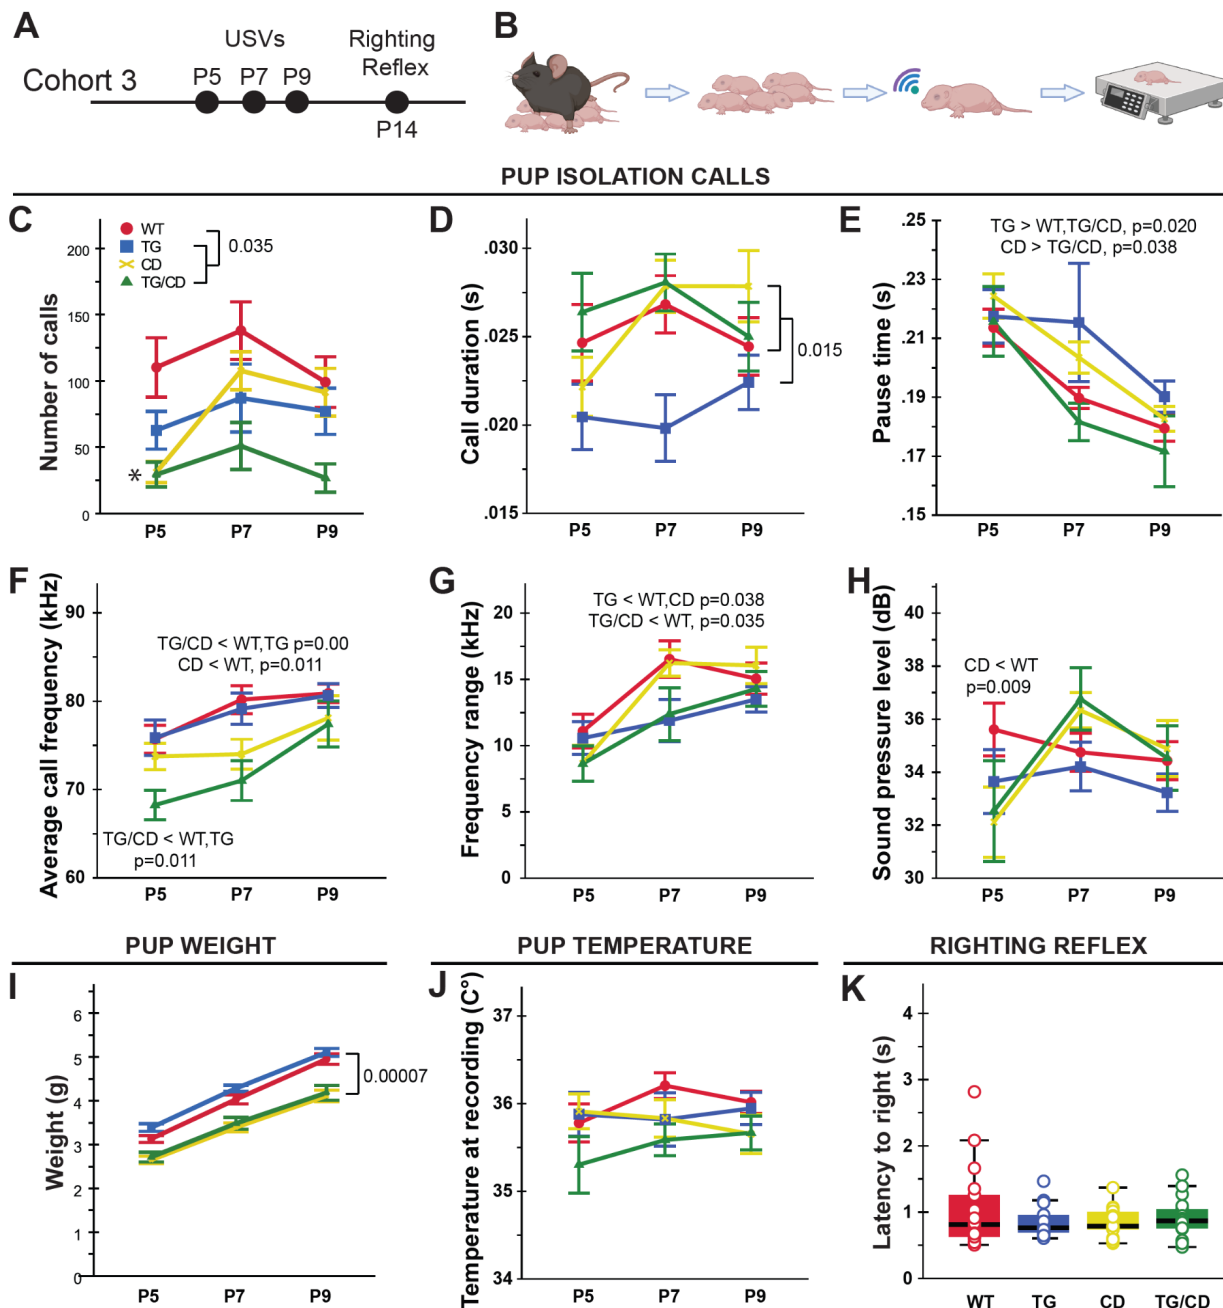 A
Cohort 3
USVs
P5 P7 P9
Righting
Reflex
P14
B
PUP ISOLATION CALLS
C
WT
TG
CD
TG/CD
0.035
Number of calls
200
150
100
50
0
P5 P7 P9
D
Call duration (s)
.030
.025
.020
.015
0.015
P5 P7 P9
E
TG > WT,TG/CD, p=0.020
CD > TG/CD, p=0.038
Pause time (s)
.25
.23
.21
.19
.17
.15
P5 P7 P9
*
F
Average call frequency (kHz)
90
80
70
60
TG/CD < WT,TG p=0.00
CD < WT, p=0.011
TG/CD < WT,TG
p=0.011
P5 P7 P9
G
Frequency range (kHz)
20
15
10
5
0
TG < WT,CD p=0.038
TG/CD < WT, p=0.035
P5 P7 P9
H
Sound pressure level (dB)
40
38
36
34
32
30
CD < WT
p=0.009
P5 P7 P9
PUP WEIGHT
I
Weight (g)
6
5
4
3
2
1
0
0.00007
P5 P7 P9
PUP TEMPERATURE
J
Temperature at recording (C°)
37
36
35
34
P5 P7 P9
RIGHTING REFLEX
K
Latency to right (s)
4
3
2
1
0
WT TG CD TG/CD